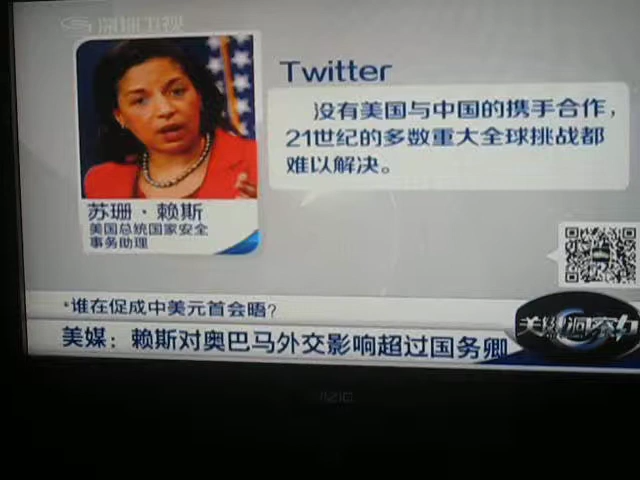 深圳卫视
Twitter
没有美国与中国的携手合作，
21世纪的多数重大全球挑战都
难以解决。
苏珊·赖斯
美国总统国家安全
事务助理
谁在促成中美元首会晤？
美媒：赖斯对奥巴马外交影响超过国务卿
VIZIO